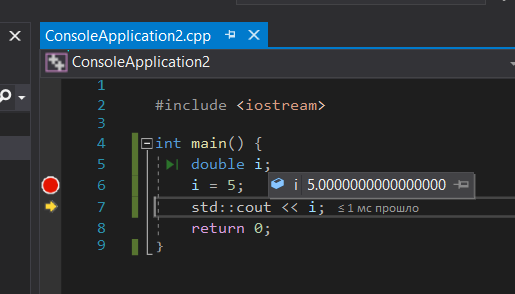 ConsoleApplication2.cpp
ConsoleApplication2
1
2 #include <iostream>
3
4 int main() {
5 double i;
6 i = 5; i 5.0000000000000000
7 std::cout << i; ≤ 1 мс прошло
8 return 0;
9 }